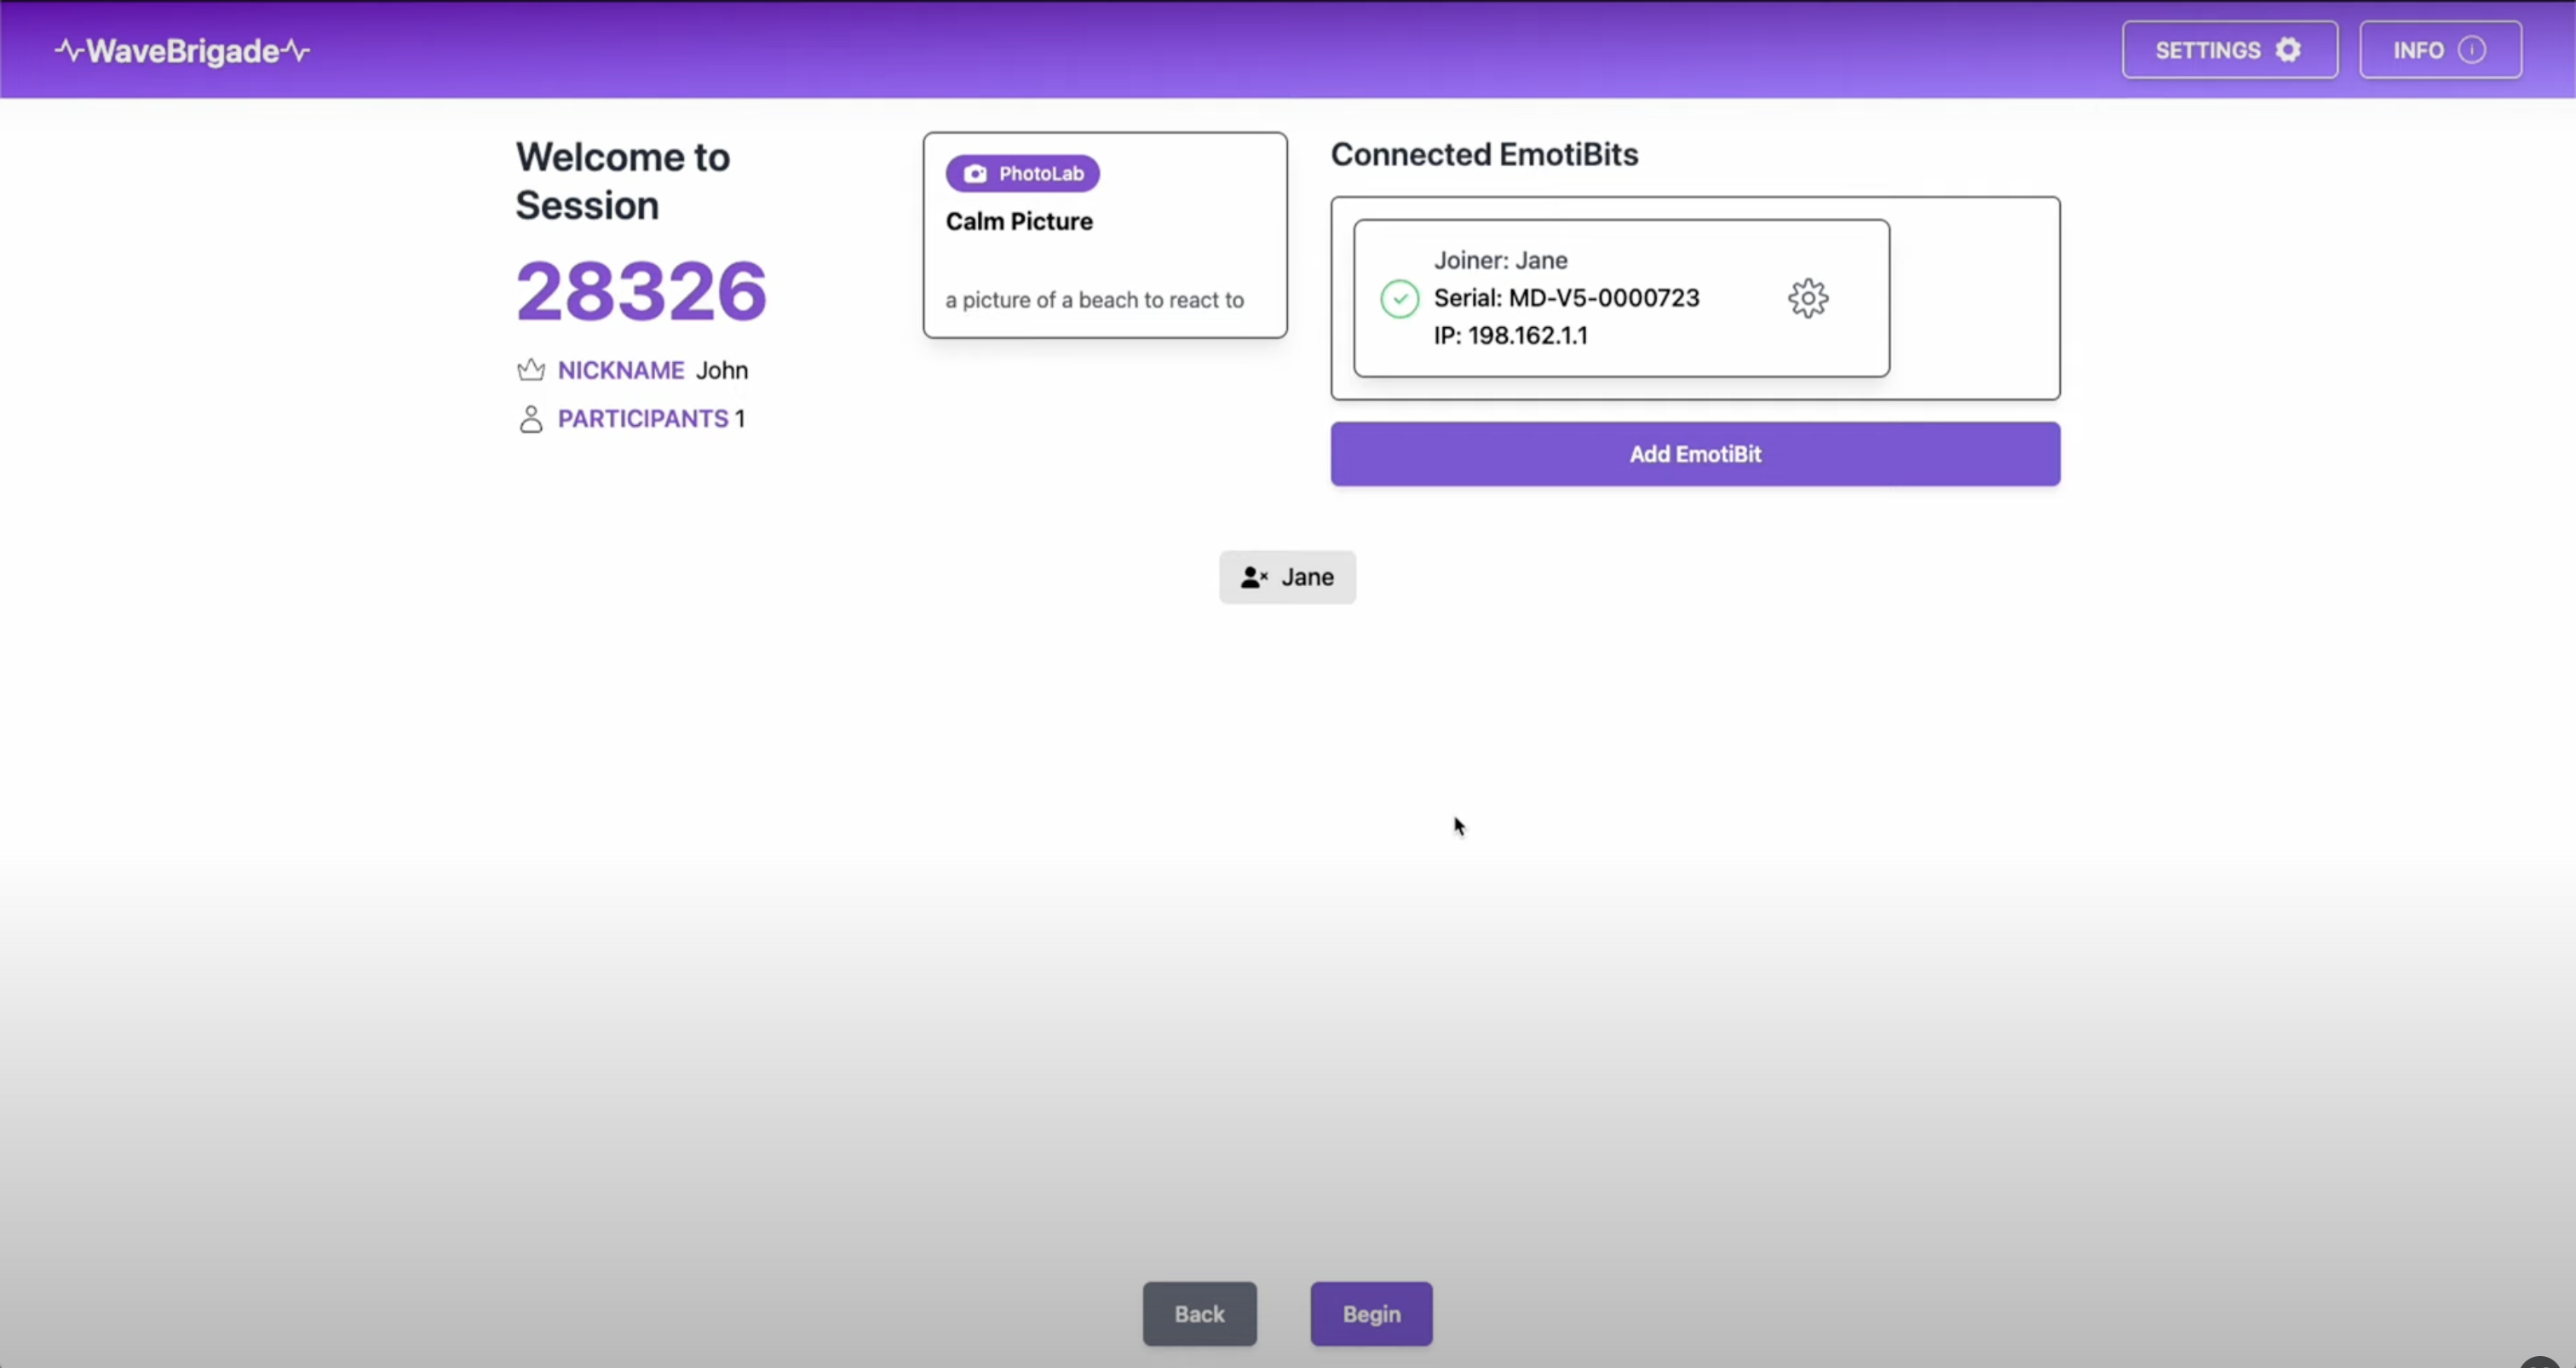 WaveBrigade
SETTINGS
INFO
Welcome to
Session
28326
NICKNAME John
PARTICIPANTS 1
PhotoLab
Calm Picture
a picture of a beach to react to
Connected EmotiBits
Joiner: Jane
Serial: MD-V5-0000723
IP: 198.162.1.1
Add EmotiBit
Jane
Back
Begin